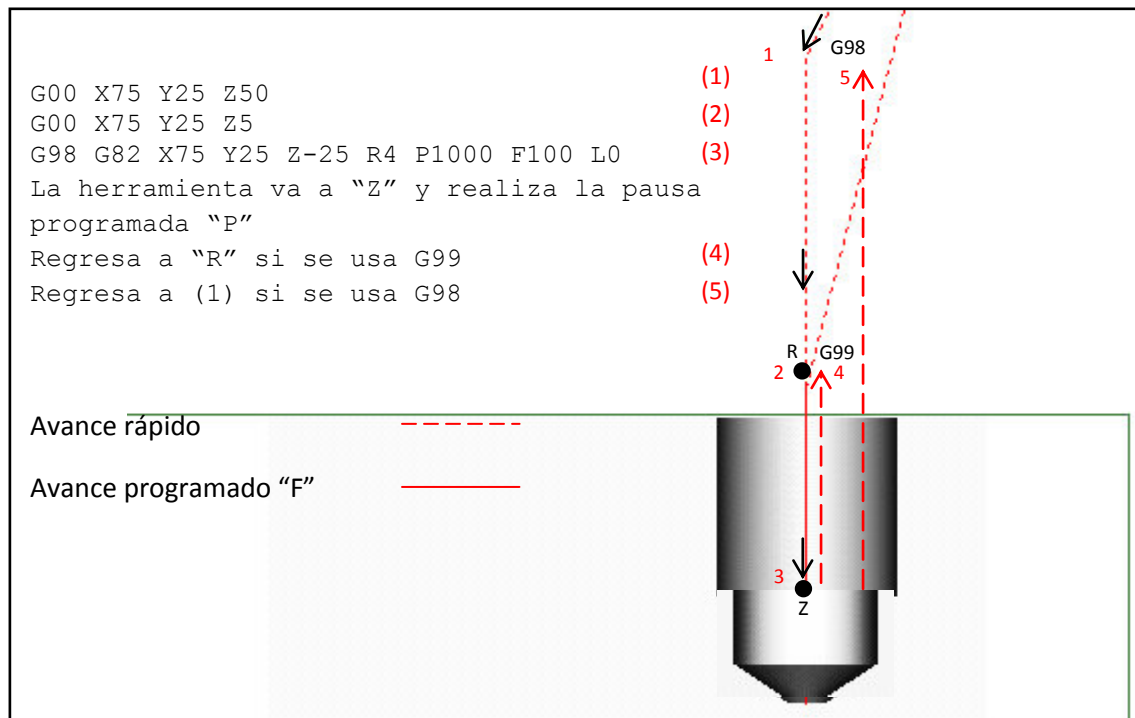 1
G98
5
G00 X75 Y25 Z50 (1)
G00 X75 Y25 Z5 (2)
G98 G82 X75 Y25 Z-25 R4 P1000 F100 L0 (3)
La herramienta va a “Z” y realiza la pausa
programada “P”
Regresa a “R” si se usa G99 (4)
Regresa a (1) si se usa G98 (5)
R G99
2 4
Avance rápido
Avance programado “F”
3
Z